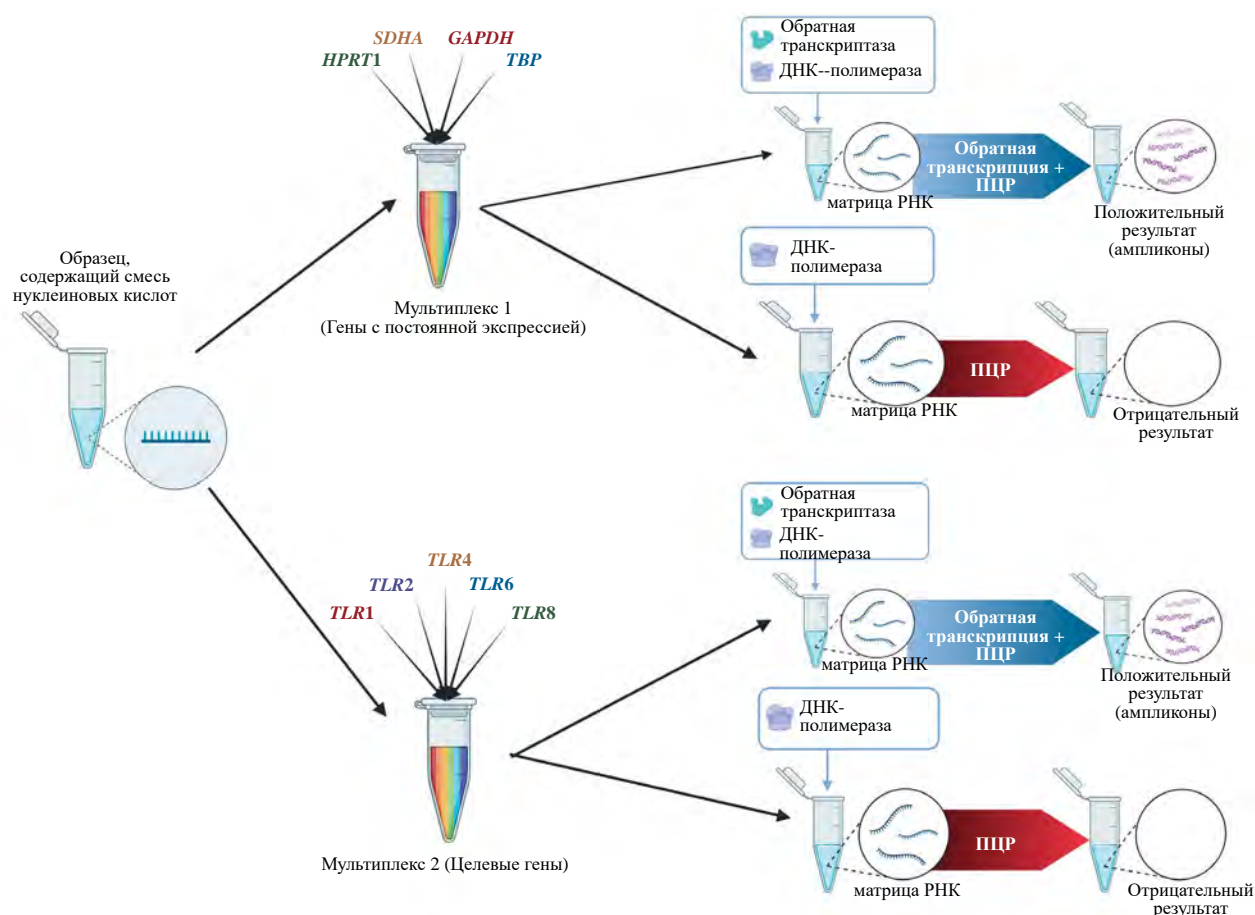 SDHA
GAPDH
HPRT1
TBP
Образец,
содержащий смесь
нуклеиновых кислот
Мультиплекс 1
(Гены с постоянной экспрессией)
Обратная
транскриптаза
ДНК--полимераза
матрица РНК
Обратная
транскрипция +
ПЦР
Положительный
результат
(ампликоны)
ДНК-
полимераза
матрица РНК
ПЦР
Отрицательный
результат
TLR4
TLR2
TLR6
TLR1
TLR8
Мультиплекс 2 (Целевые гены)
Обратная
транскриптаза
ДНК-
полимераза
матрица РНК
Обратная
транскрипция +
ПЦР
Положительный
результат
(ампликоны)
ДНК-
полимераза
матрица РНК
ПЦР
Отрицательный
результат